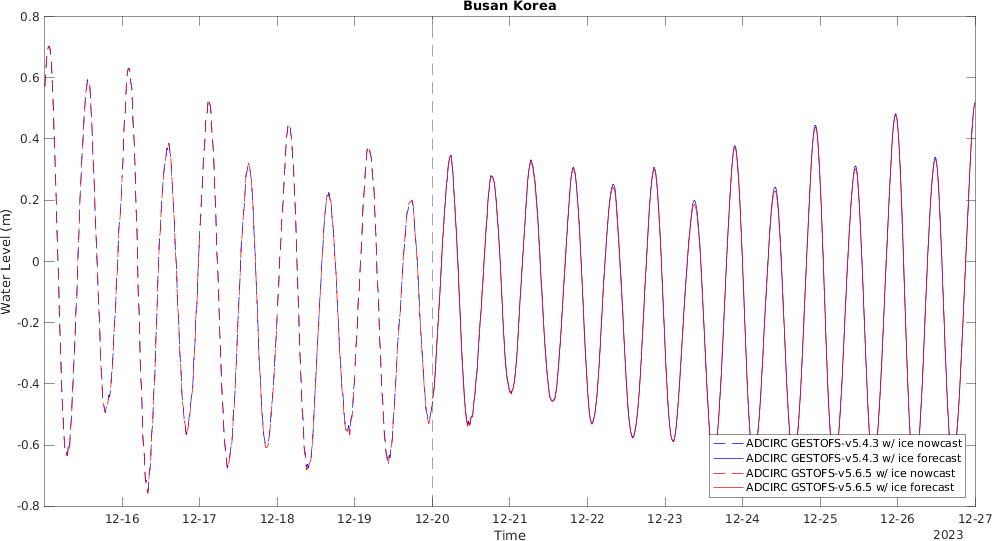 Busan Korea
0.8
0.6
0.4
0.2
0
-0.2
-0.4
-0.6
-0.8
Water Level (m)
ADCIRC GESTOFS-v5.4.3 w/ ice nowcast
ADCIRC GESTOFS-v5.4.3 w/ ice forecast
ADCIRC GSTOFS-v5.6.5 w/ ice nowcast
ADCIRC GSTOFS-v5.6.5 w/ ice forecast
12-16 12-17 12-18 12-19 12-20 12-21 12-22 12-23 12-24 12-25 12-26 12-27
Time
2023